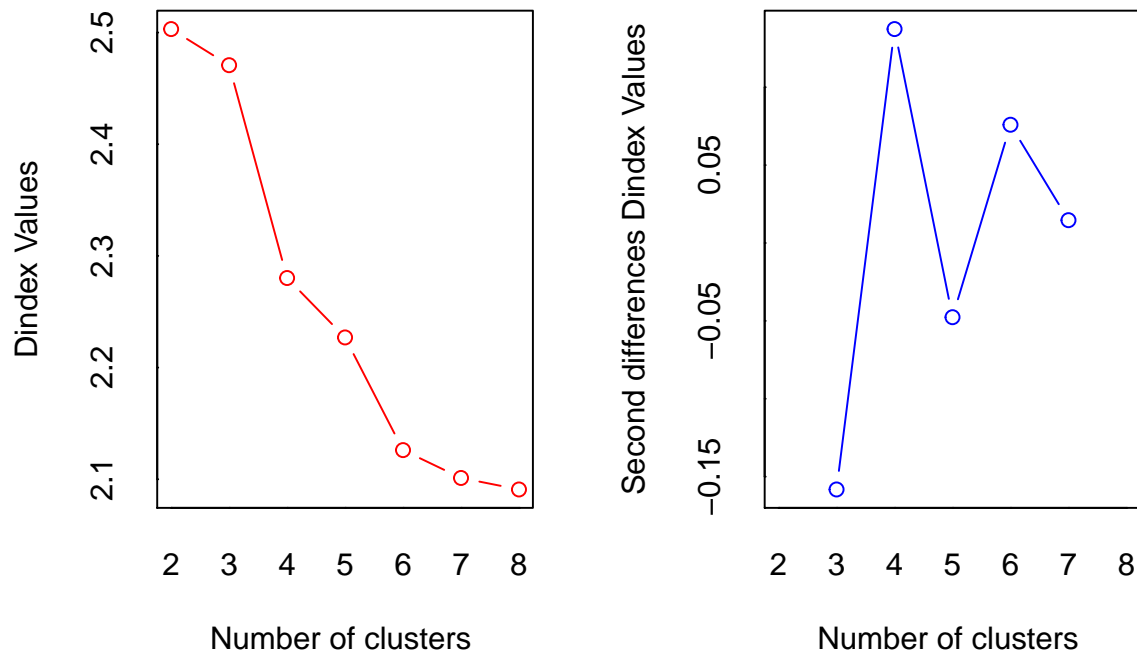 Dindex Values
2.5
2.4
2.3
2.2
2.1
2 3 4 5 6 7 8
Number of clusters
Second differences Dindex Values
0.05
−0.05
−0.15
2 3 4 5 6 7 8
Number of clusters